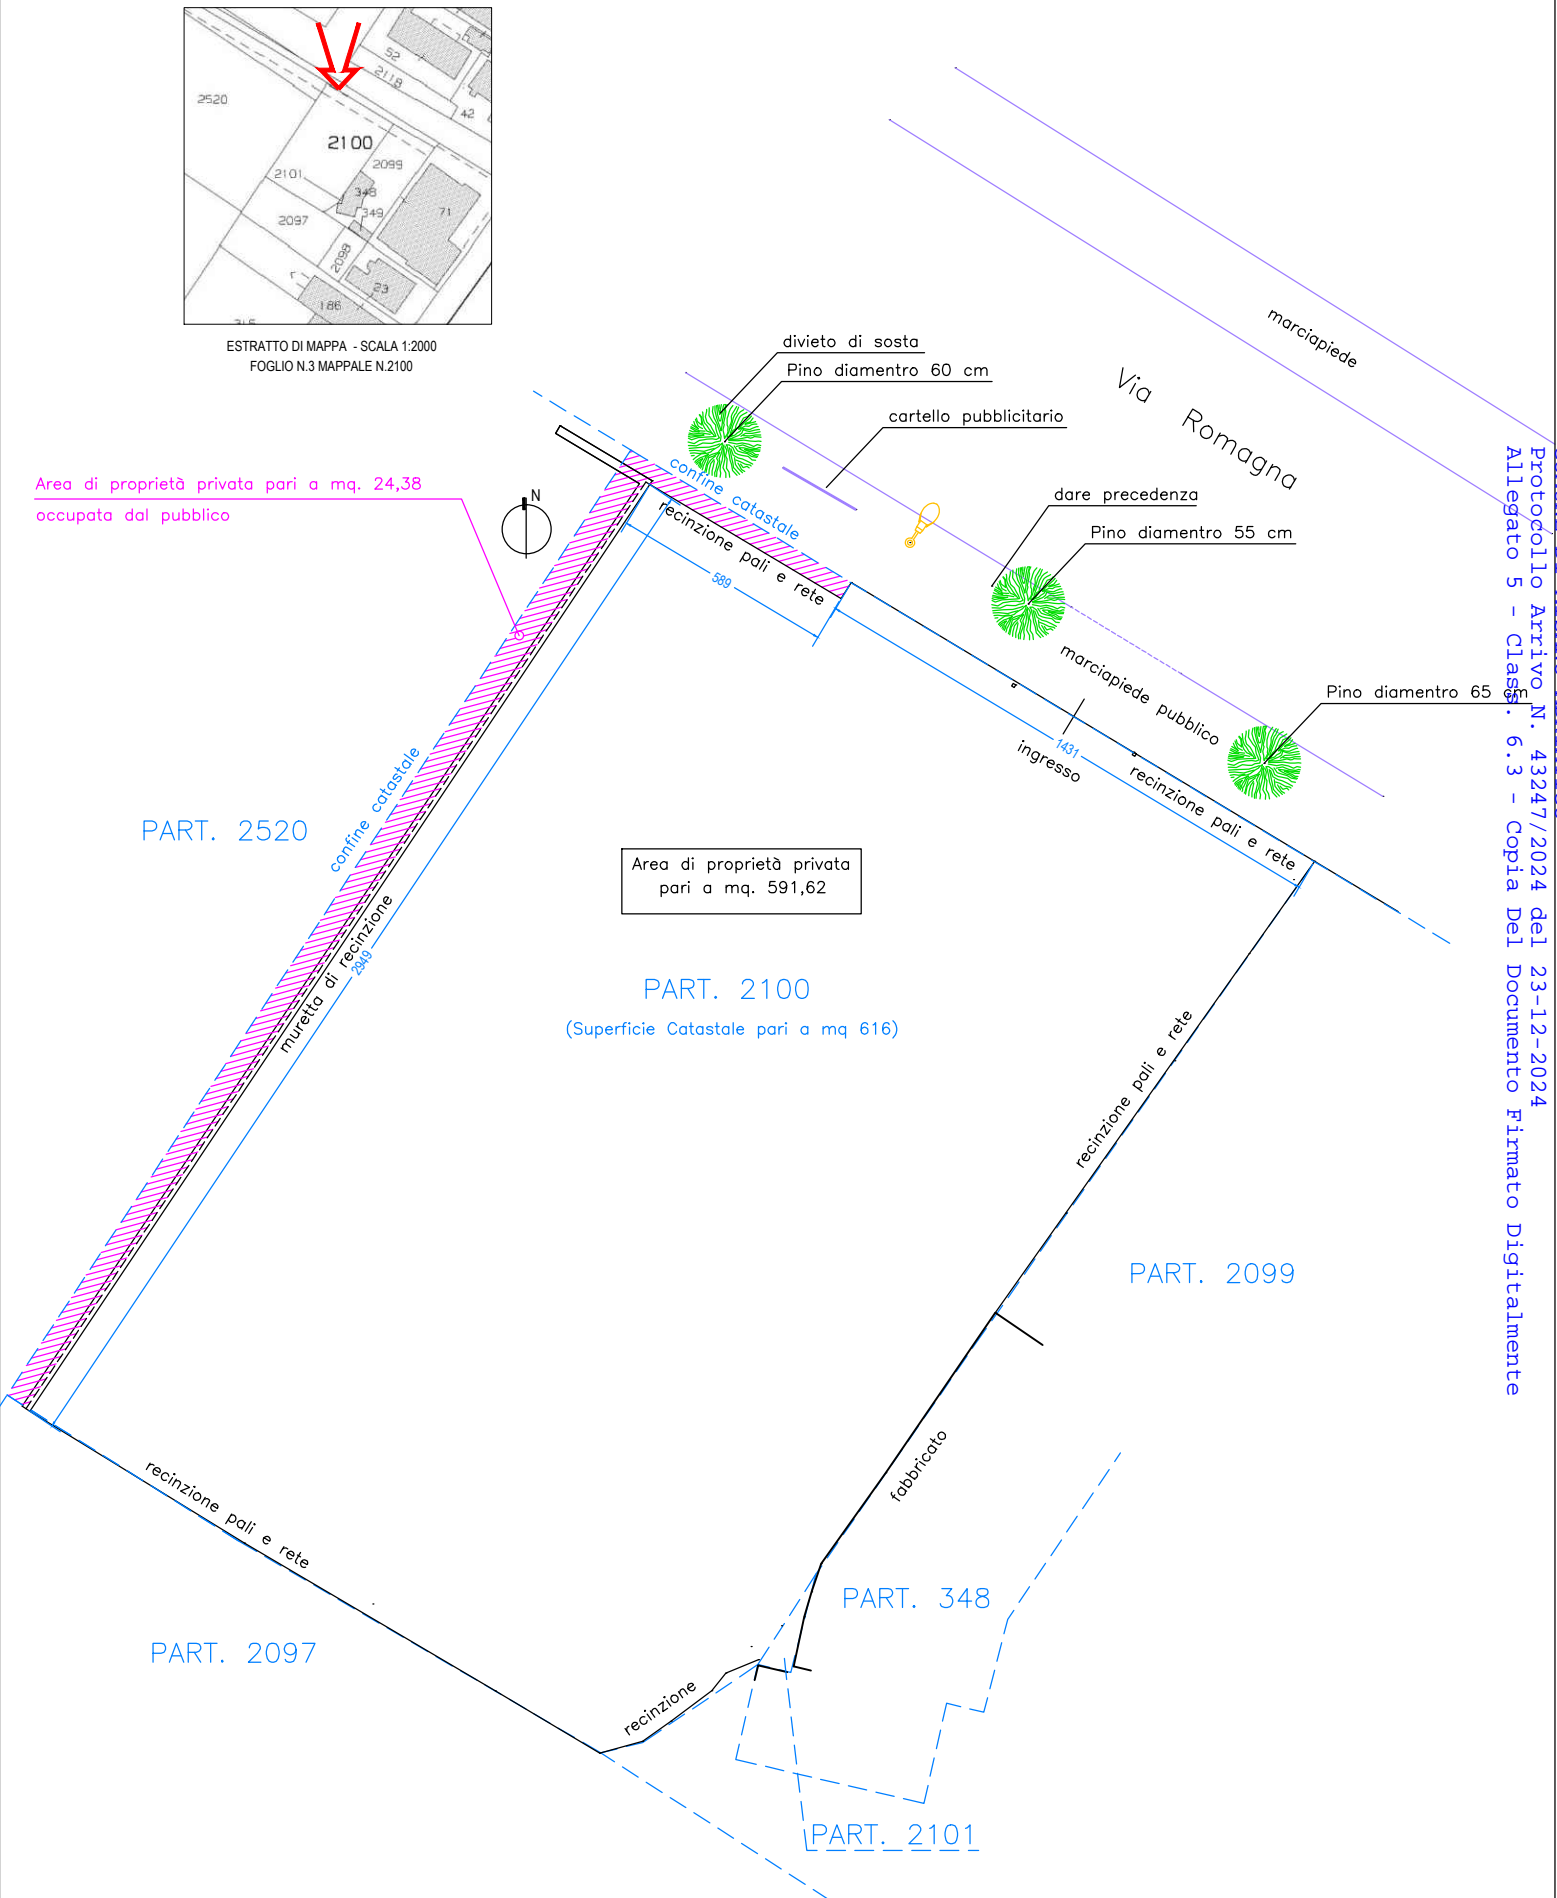 2520
52
2118
42
2100
2099
2101
348
349
71
2097
2098
23
186
ESTRATTO DI MAPPA - SCALA 1:2000
FOGLIO N.3 MAPPALE N.2100
marciapiede
divieto di sosta
Pino diamentro 60 cm
Via Romagna
cartello pubblicitario
confine catastale
Area di proprietà privata pari a mq. 24,38
occupata dal pubblico
N
dare precedenza
recinzione pali e rete
Pino diamentro 55 cm
589
marciapiede pubblico
Pino diamentro 65 cm
1431
ingresso
recinzione pali e rete
confine catastale
PART. 2520
Area di proprietà privata
pari a mq. 591,62
muretta di recinzione
2949
PART. 2100
(Superficie Catastale pari a mq 616)
recinzione pali e rete
PART. 2099
fabbricato
recinzione pali e rete
PART. 348
PART. 2097
recinzione
PART. 2101
Protocollo Arrivo N. 43247/2024 del 23-12-2024
Allegato 5 - Class. 6.3 - Copia Del Documento Firmato Digitalmente